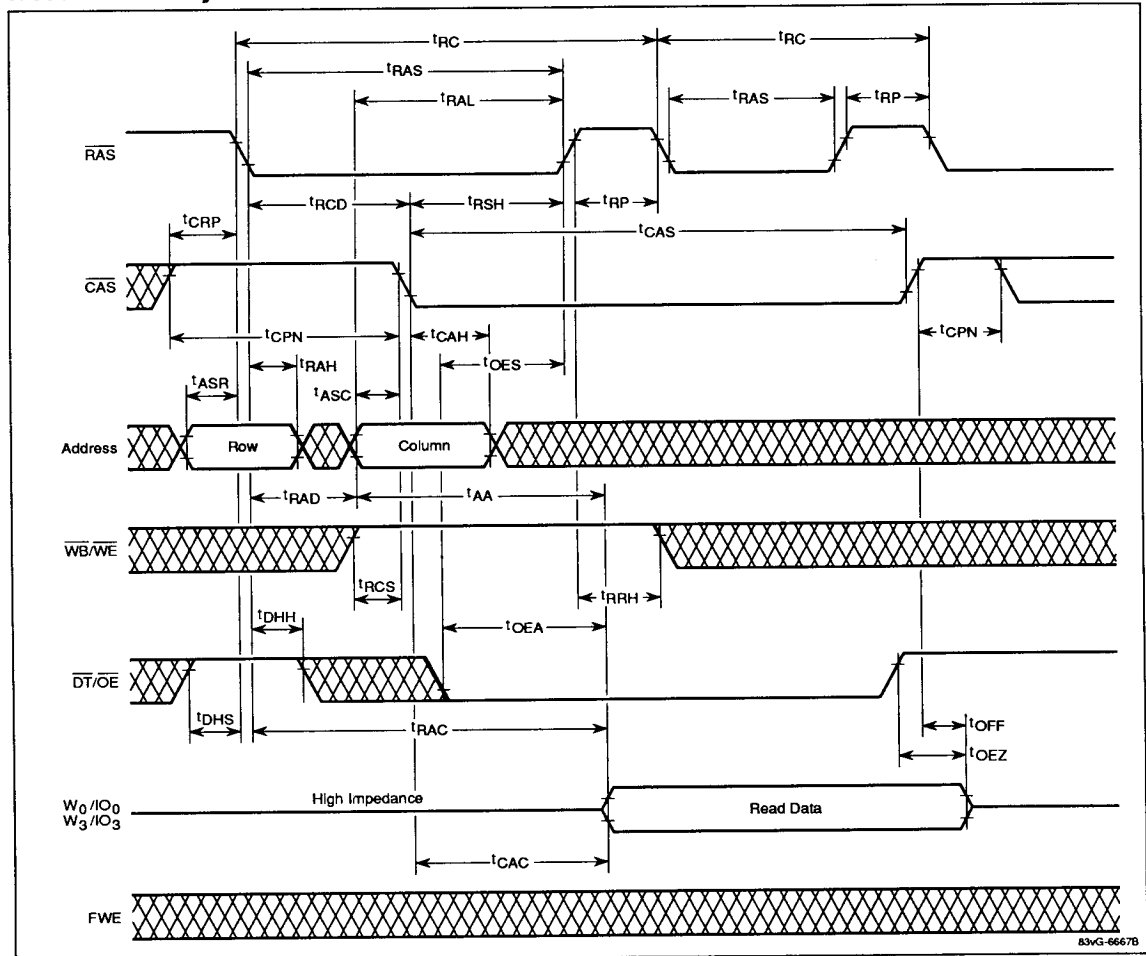 tRC tRC
tRAS
tRAL tRAS tRP
RAS
tRCD tRSH tRP
tCRP tCAS
CAS
tCPN tCAH tCPN
tRAH tOES
tASR tASC
Address Row Column
tRAD tAA
WB/WE
tRCS tRRH
tDHH tOEA
DT/OE
tDHS tRAC tOFF
tOEZ
W0/IO0 High Impedance Read Data
W3/IO3
tCAC
FWE
83vG-6667B